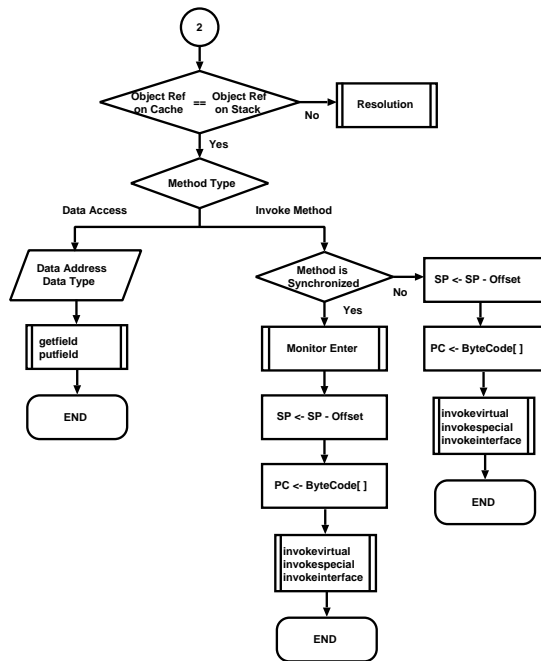 2
Object Ref == Object Ref
on Cache on Stack
No
Resolution
Yes
Method Type
Data Access
Invoke Method
Data Address
Data Type
Method is
Synchronized
No
SP <- SP - Offset
Yes
getfield
putfield
Monitor Enter
PC <- ByteCode[ ]
END
SP <- SP - Offset
invokevirtual
invokespecial
invokeinterface
PC <- ByteCode[ ]
END
invokevirtual
invokespecial
invokeinterface
END